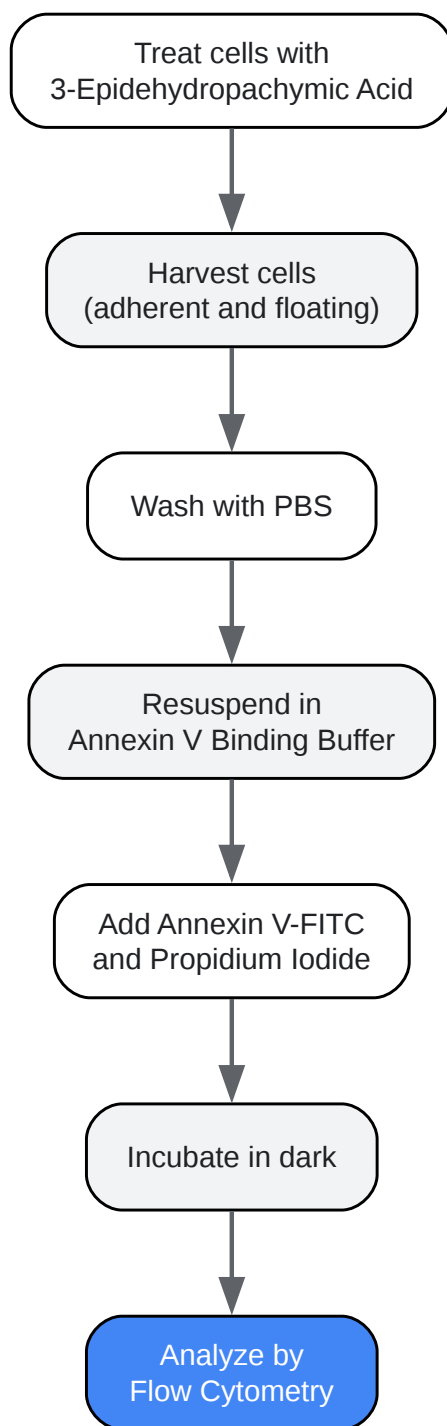 Treat cells with
3-Epidehydropachymic Acid
Harvest cells
(adherent and floating)
Wash with PBS
Resuspend in
Annexin V Binding Buffer
Add Annexin V-FITC
and Propidium Iodide
Incubate in dark
Analyze by
Flow Cytometry